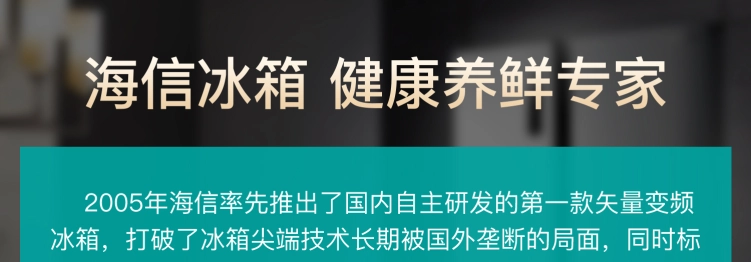 海信冰箱 健康养鲜专家
2005年海信率先推出了国内自主研发的第一款矢量变频
冰箱，打破了冰箱尖端技术长期被国外垄断的局面，同时标